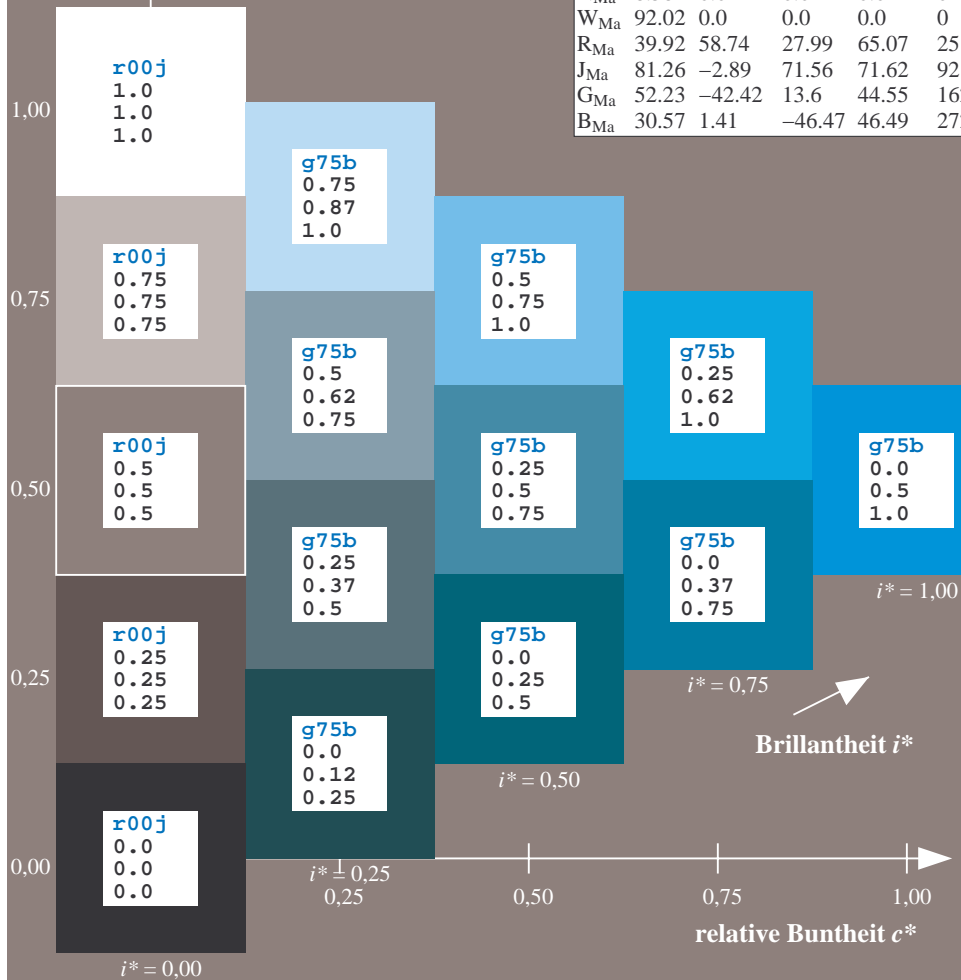 W_Ma 92.02 0.0 0.0 0.0 0
R_Ma 39.92 58.74 27.99 65.07 25
J_Ma 81.26 −2.89 71.56 71.62 92
G_Ma 52.23 −42.42 13.6 44.55
B_Ma 30.57 1.41 −46.47 46.49
1,00
r00j
1.0
1.0
1.0
g75b
0.75
0.87
1.0
0,75
r00j
0.75
0.75
0.75
g75b
0.5
0.75
1.0
g75b
0.5
0.62
0.75
g75b
0.25
0.62
1.0
0,50
r00j
0.5
0.5
0.5
g75b
0.25
0.5
0.75
g75b
0.0
0.5
1.0
i* = 1,00
g75b
0.25
0.37
0.5
g75b
0.0
0.37
0.75
i* = 0,75
0,25
r00j
0.25
0.25
0.25
g75b
0.0
0.25
0.5
i* = 0,50
Brillantheit i*
g75b
0.0
0.12
0.25
i* = 0,25
0,00
r00j
0.0
0.0
0.0
i* = 0,00
0,25 0,50 0,75 1,00
relative Buntheit c*